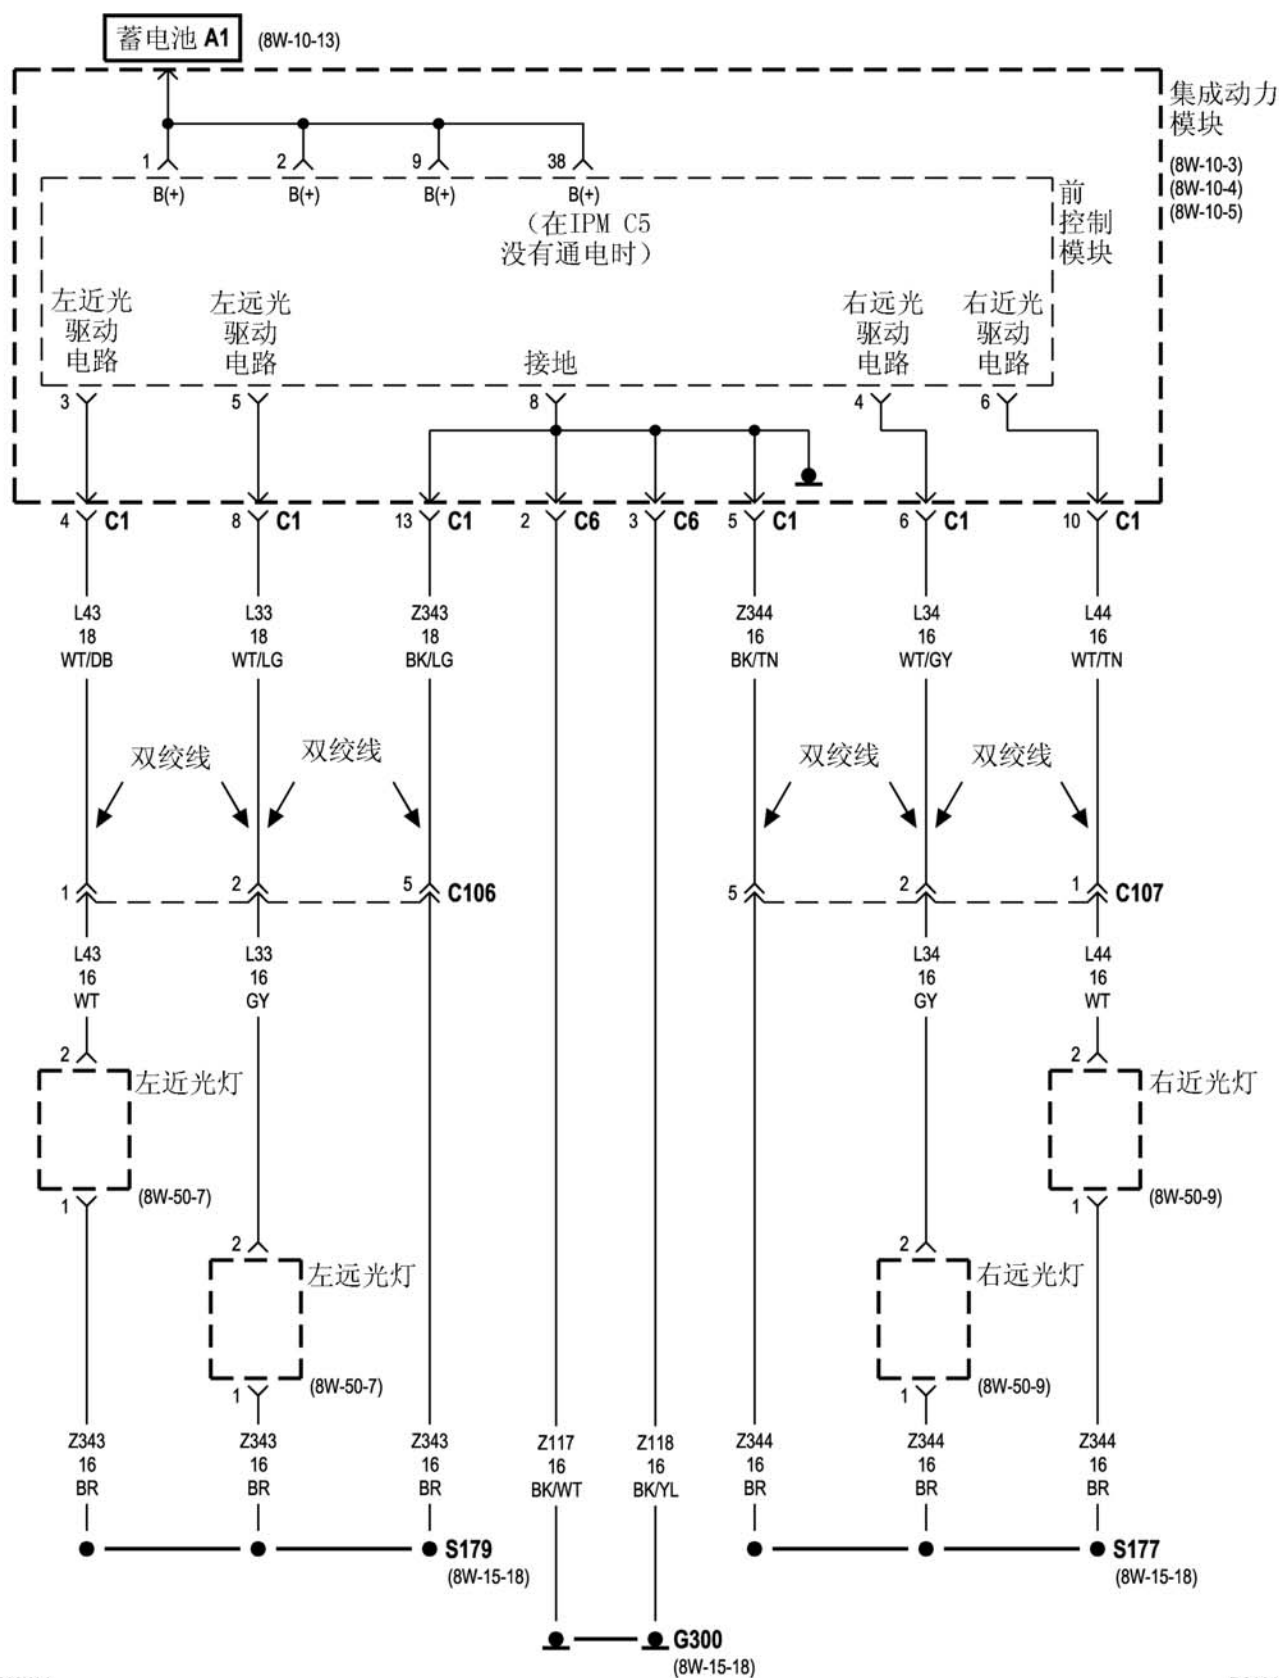 蓄电池 A1 (8W-10-13)
集成动力
模块
(8W-10-3)
(8W-10-4)
(8W-10-5)
1 2 9 38
B(+) B(+) B(+) B(+)
（在IPM C5
没有通电时）
前
控制
模块
左近光
驱动
电路
左远光
驱动
电路
接地
右远光
驱动
电路
右近光
驱动
电路
3 5 8 4 6
4 C1 8 C1 13 C1 2 C6 3 C6 5 C1 6 C1 10 C1
L43 L33 Z343 Z344 L34 L44
18 18 18 16 16 16
WT/DB WT/LG BK/LG BK/TN WT/GY WT/TN
双绞线 双绞线 双绞线 双绞线
1 2 5 C106 5 2 1 C107
L43 L33 L34 L44
16 16 16 16
WT GY GY WT
2 2
左近光灯 右近光灯
1 (8W-50-7) 1 (8W-50-9)
2 2
左远光灯 右远光灯
1 (8W-50-7) 1 (8W-50-9)
Z343 Z343 Z343 Z117 Z118 Z344 Z344 Z344
16 16 16 16 16 16 16 16
BR BR BR BK/WT BK/YL BR BR BR
S179 S177
(8W-15-18) (8W-15-18)
G300
(8W-15-18)